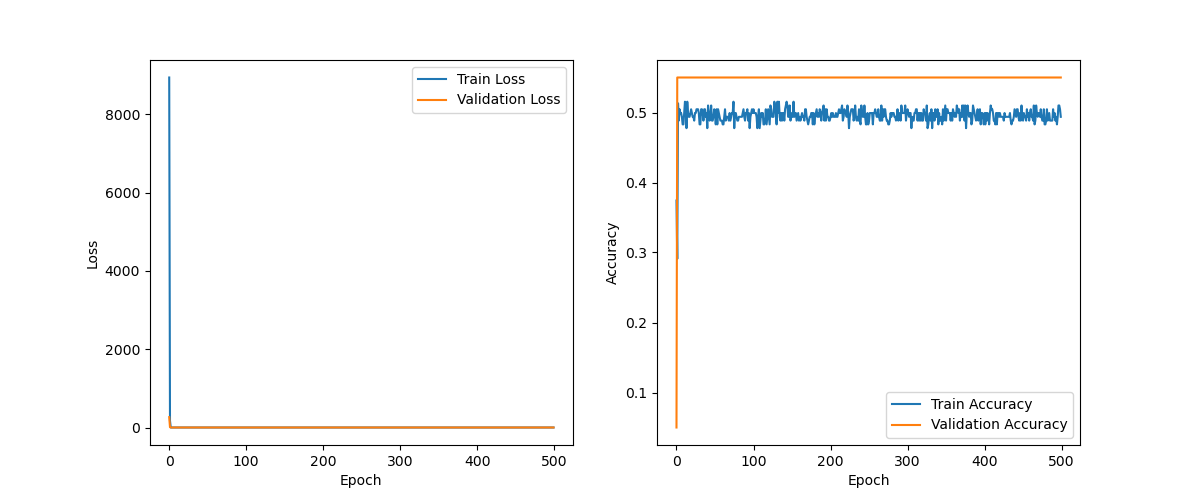 Train Loss
Validation Loss
8000
6000
4000
2000
0
Loss
0 100 200 300 400 500
Epoch
0.5
0.4
0.3
0.2
0.1
Accuracy
Train Accuracy
Validation Accuracy
0 100 200 300 400 500
Epoch